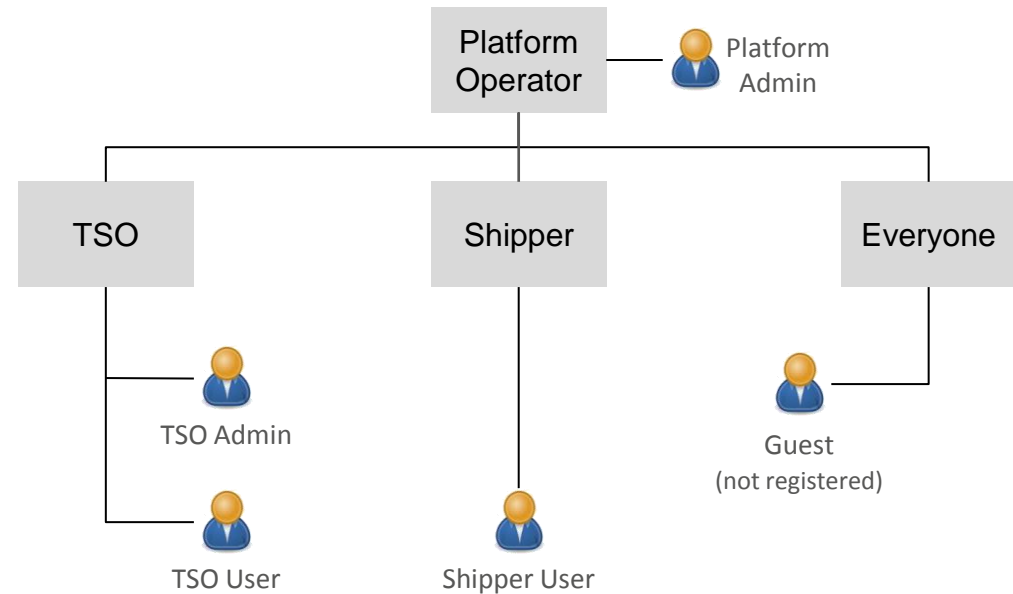 Platform
Operator
Platform
Admin
TSO
Shipper
Everyone
TSO Admin
Guest
(not registered)
TSO User
Shipper User